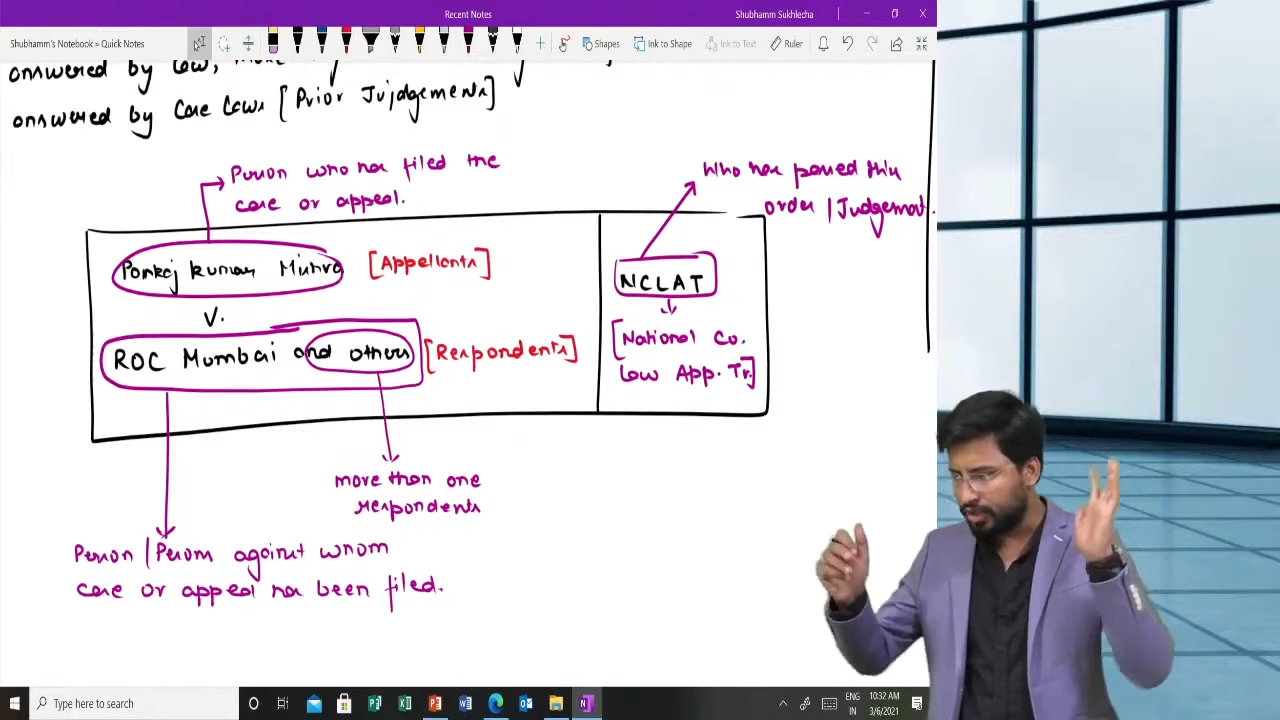 Recent Notes
Shubhamm Sukhlecha
Shubhamm's Notebook » Quick Notes
Shapes
Ink to Shape
Ink to Text
Ruler
answered by law,
answered by Case Laws [Prior Jujdgements]
Person who has filed the
case or appeal.
Who has passed this
order / Judgement.
Pankaj kumar Mishra [Appellants]
V.
ROC Mumbai and others [Respondents]
NCLAT
[National Co.
Law App. Tr.]
more than one
respondents
Person / Persons against whom
case or appeal has been filed.
Type here to search
ENG
IN
10:32 AM
3/6/2021